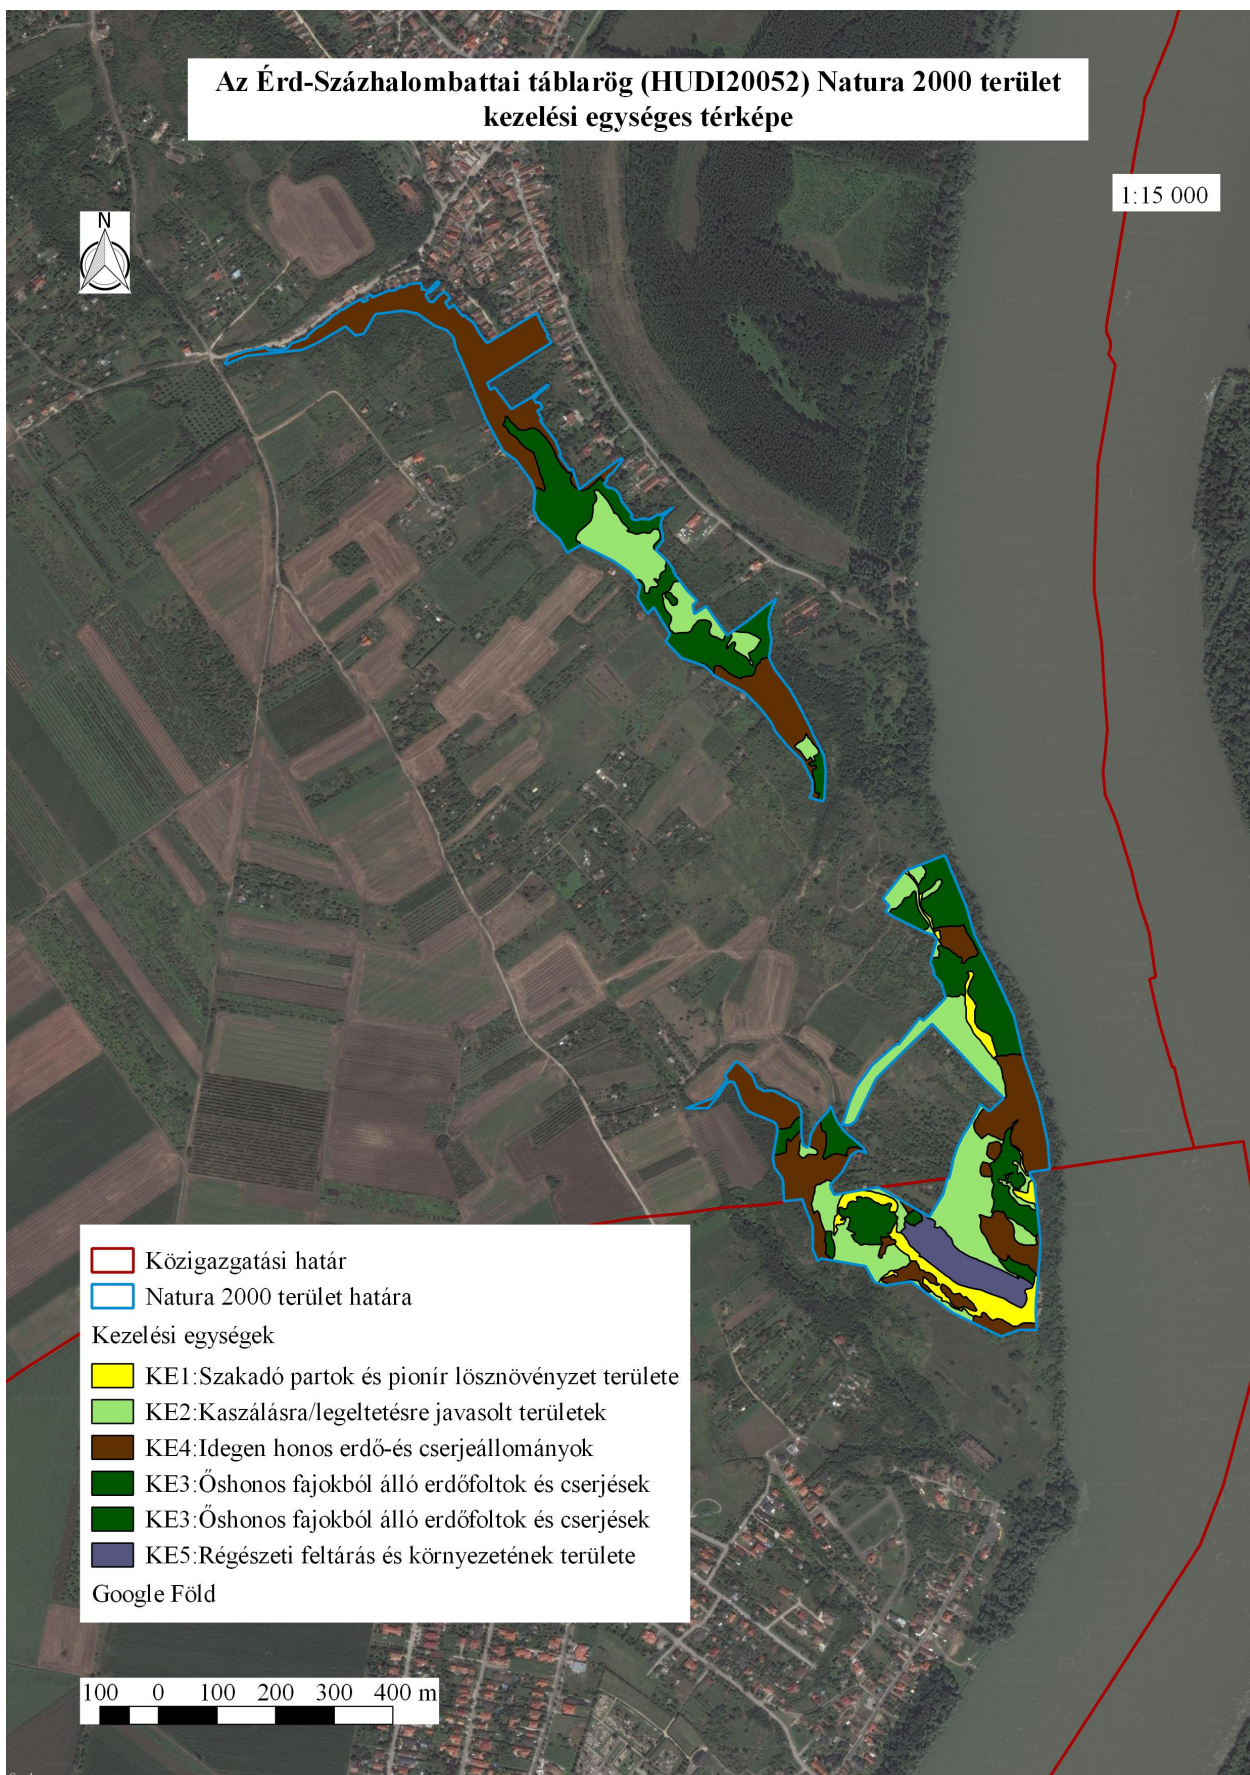 Az Érd-Százhalombattai táblarög (HUDI20052) Natura 2000 terület
kezelési egységes térképe
1:15 000
N
Közigazgatási határ
Natura 2000 terület határa
Kezelési egységek
KE1:Szakadó partok és pionír lösznövényzet területe
KE2:Kaszálásra/legeltetésre javasolt területek
KE4:Idegen honos erdő-és cserjeállományok
KE3:Őshonos fajokból álló erdőfoltok és cserjések
KE3:Őshonos fajokból álló erdőfoltok és cserjések
KE5:Régészeti feltárás és környezetének területe
Google Föld
100 0 100 200 300 400 m